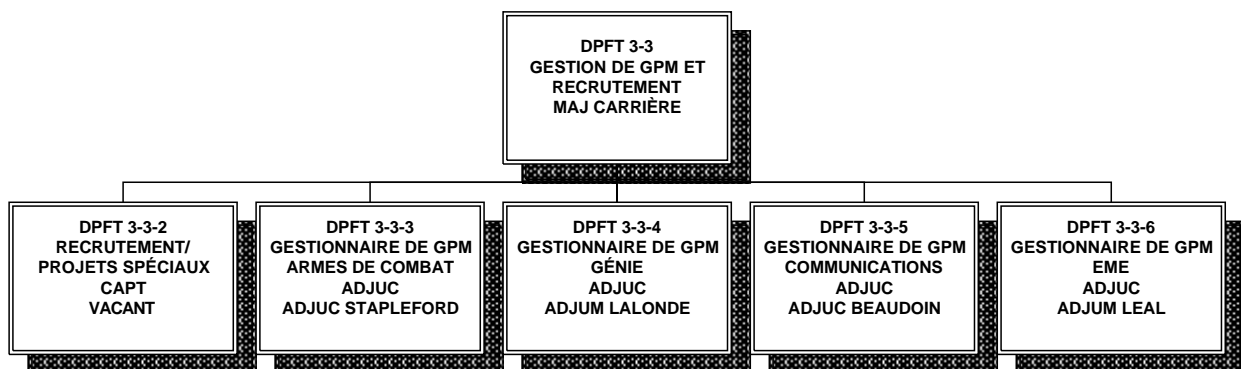 DPFT 3-3
GESTION DE GPM ET
RECRUTEMENT
MAJ CARRIÈRE
DPFT 3-3-2
RECRUTEMENT/
PROJETS SPÉCIAUX
CAPT
VACANT
DPFT 3-3-3
GESTIONNAIRE DE GPM
ARMES DE COMBAT
ADJUC
ADJUC STAPLEFORD
DPFT 3-3-4
GESTIONNAIRE DE GPM
GÉNIE
ADJUC
ADJUM LALONDE
DPFT 3-3-5
GESTIONNAIRE DE GPM
COMMUNICATIONS
ADJUC
ADJUC BEAUDOIN
DPFT 3-3-6
GESTIONNAIRE DE GPM
EME
ADJUC
ADJUM LEAL